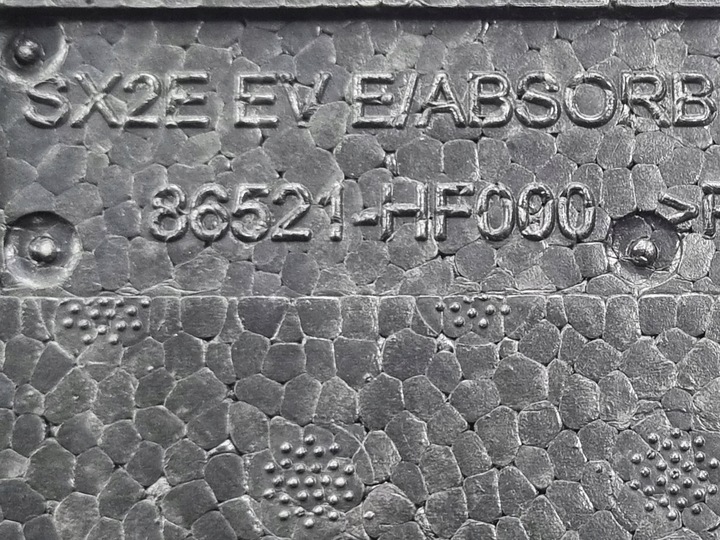 SX2E EV E/ABSORB
86521-HF000 >